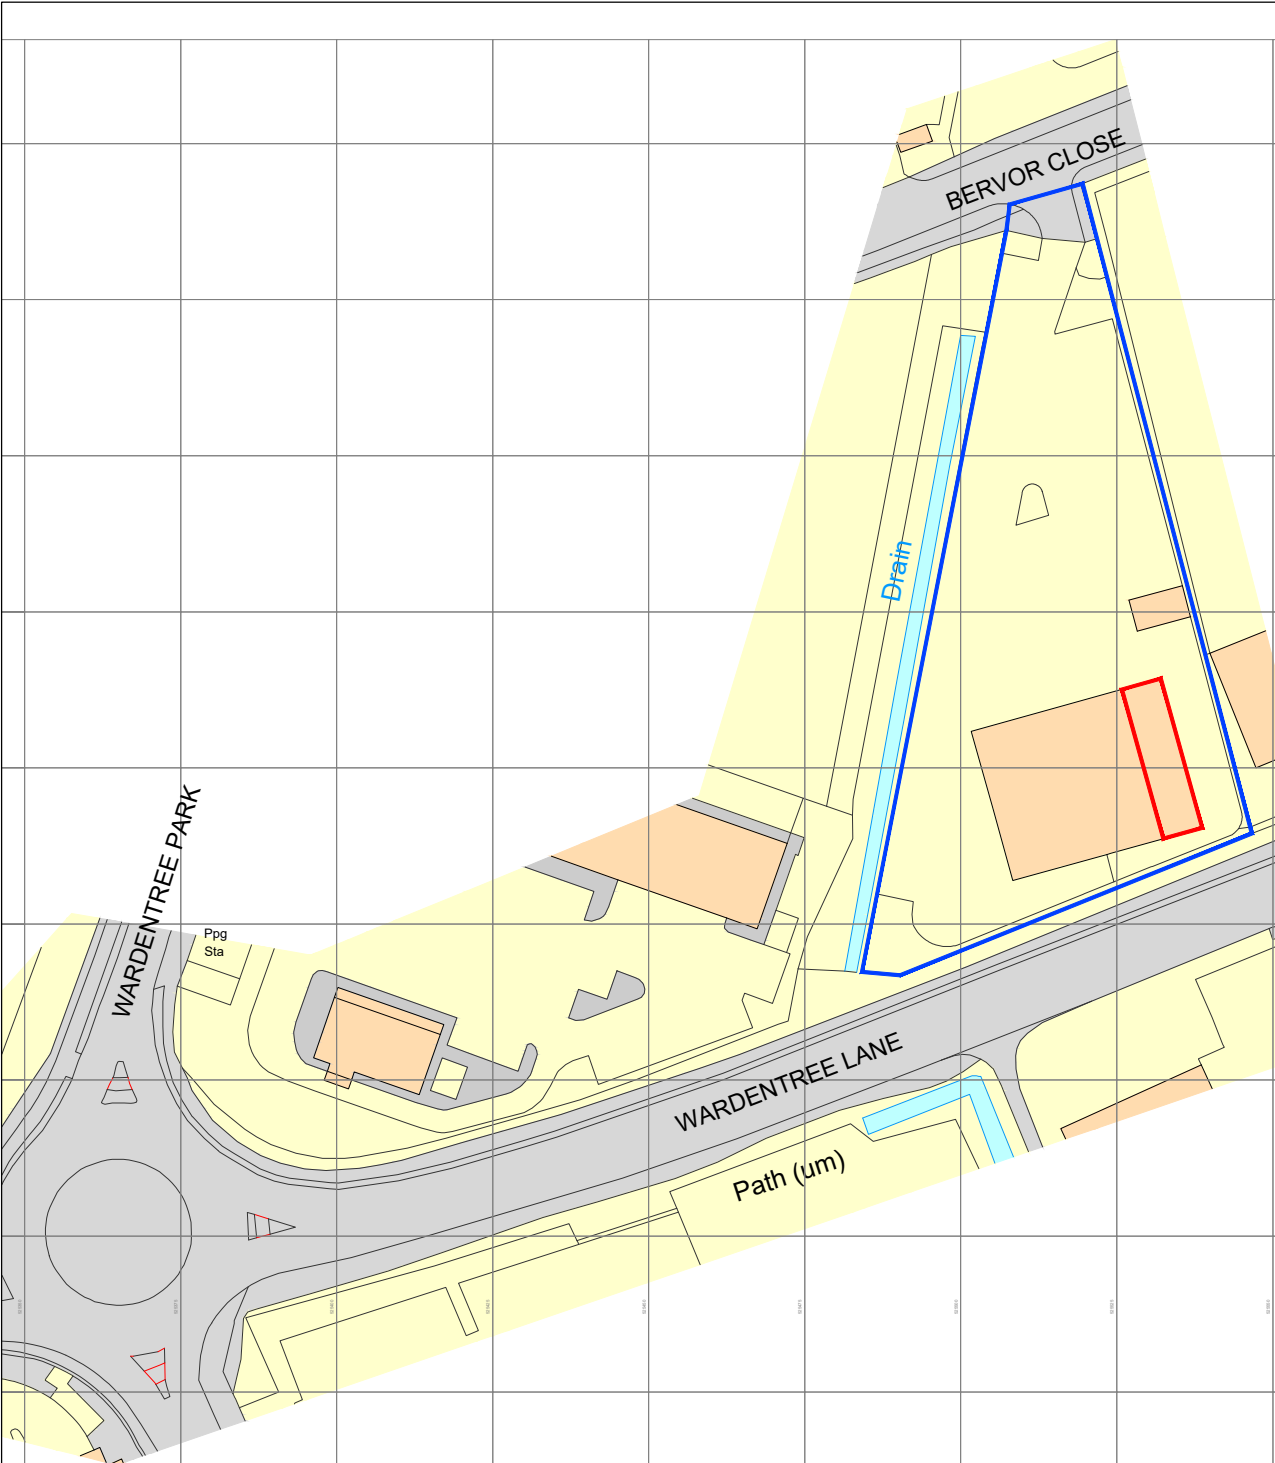 BERVOR CLOSE
Drain
WARDENTREE PARK
Ppg
Sta
WARDENTREE LANE
Path (um)